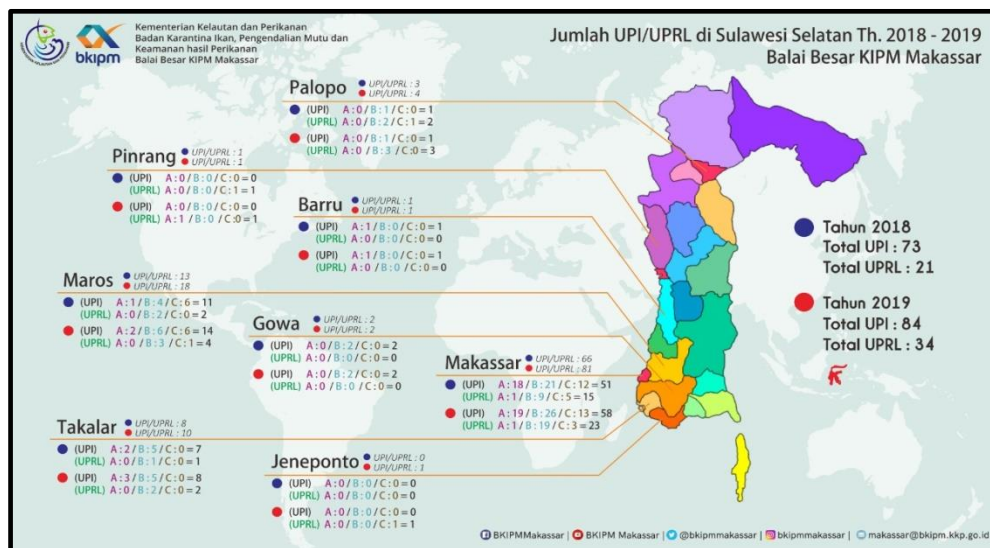 bkipm
Kementerian Kelautan dan Perikanan
Badan Karantina Ikan, Pengendalian Mutu dan
Keamanan hasil Perikanan
Balai Besar KIPM Makassar
Jumlah UPI/UPRL di Sulawesi Selatan Th. 2018 - 2019
Balai Besar KIPM Makassar
Palopo
UPI/UPRL : 3
UPI/UPRL : 4
(UPI) A:0/B:1/C:0=1
(UPRL) A:0/B:2/C:1=2
(UPI) A:0/B:1/C:0=1
(UPRL) A:0/B:3/C:0=3
Pinrang
UPI/UPRL : 1
UPI/UPRL : 1
(UPI) A:0/B:0/C:0=0
(UPRL) A:0/B:0/C:1=1
(UPI) A:0/B:0/C:0=0
(UPRL) A:1/B:0/C:0=1
Barru
UPI/UPRL : 1
UPI/UPRL : 1
(UPI) A:1/B:0/C:0=1
(UPRL) A:0/B:0/C:0=0
(UPI) A:1/B:0/C:0=1
(UPRL) A:0/B:0/C:0=0
Maros
UPI/UPRL : 13
UPI/UPRL : 18
(UPI) A:1/B:4/C:6=11
(UPRL) A:0/B:2/C:0=2
(UPI) A:2/B:6/C:6=14
(UPRL) A:0/B:3/C:1=4
Gowa
UPI/UPRL : 2
UPI/UPRL : 2
(UPI) A:0/B:2/C:0=2
(UPRL) A:0/B:0/C:0=0
(UPI) A:0/B:2/C:0=2
(UPRL) A:0/B:0/C:0=0
Makassar
UPI/UPRL : 66
UPI/UPRL : 81
(UPI) A:18/B:21/C:12=51
(UPRL) A:1/B:9/C:5=15
(UPI) A:19/B:26/C:13=58
(UPRL) A:1/B:19/C:3=23
Takalar
UPI/UPRL : 8
UPI/UPRL : 10
(UPI) A:2/B:5/C:0=7
(UPRL) A:0/B:1/C:0=1
(UPI) A:3/B:5/C:0=8
(UPRL) A:0/B:2/C:0=2
Jeneponto
UPI/UPRL : 0
UPI/UPRL : 1
(UPI) A:0/B:0/C:0=0
(UPRL) A:0/B:0/C:0=0
(UPI) A:0/B:0/C:0=0
(UPRL) A:0/B:0/C:1=1
Tahun 2018
Total UPI : 73
Total UPRL : 21
Tahun 2019
Total UPI : 84
Total UPRL : 34
BKIPMMakassar | BKIPM Makassar | @bkipmmakassar | bkipmmakassar | makassar@bkipm.kkp.go.id